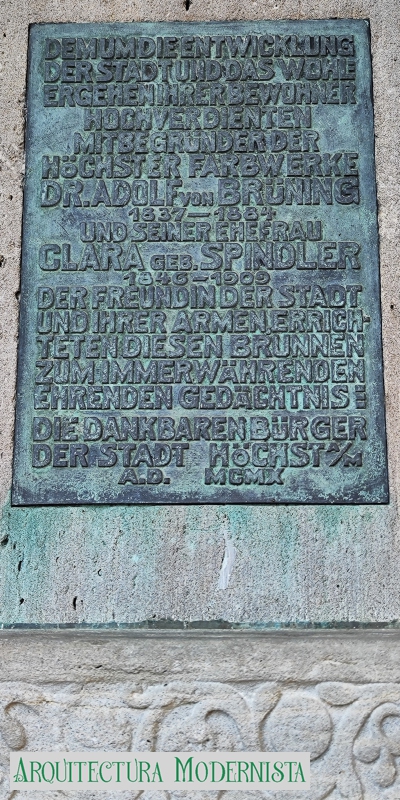 DEM UM DIE ENTWICKLUNG
DER STADT UND DAS WOHL
ERGEHEN IHRER BEWOHNER
HOCHVERDIENTEN
MITBEGRÜNDER DER
HÖCHSTER FARBWERKE
DR. ADOLF VON BRÜNING
1837–1884
UND SEINER EHEFRAU
CLARA GEB. SPINDLER
1846–1909
DER FREUNDIN DER STADT
UND IHRER ARMEN, ERRICH-
TETEN DIESEN BRUNNEN
ZUM IMMERWÄHRENDEN
EHRENDEN GEDÄCHTNIS:
DIE DANKBAREN BÜRGER
DER STADT HÖCHST A/M
A.D. MCMIX
ARQUITECTURA MODERNISTA